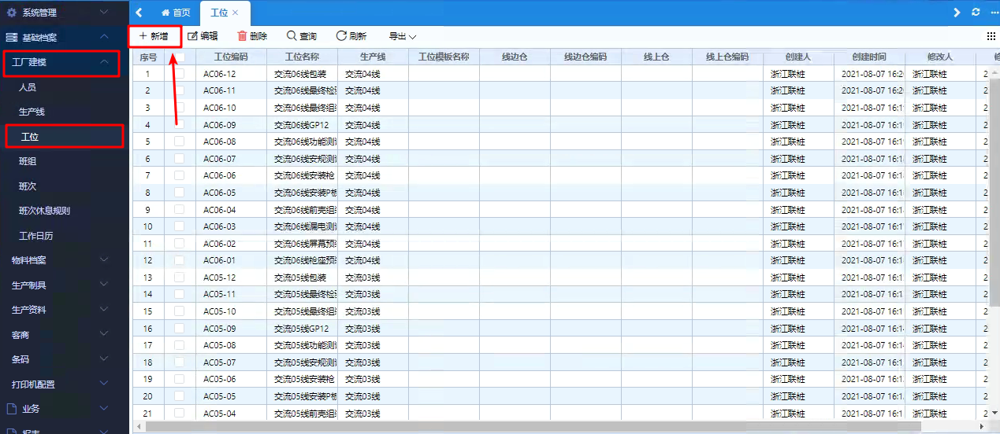 系统管理
基础档案
工厂建模
人员
生产线
工位
班组
班次
班次休息规则
工作日历
物料档案
生产制具
生产资料
客商
条码
打印机配置
业务
报表
首页 工位
新增 编辑 删除 查询 刷新 导出
序号 工位编码 工位名称 生产线 工位模板名称 线边仓 线边仓编码 线上仓 线上仓编码 创建人 创建时间 修改人
1 AC06-12 交流06线包装 交流04线 浙江联桩 2021-08-07 16:2 浙江联桩 2
2 AC06-11 交流06线最终检 交流04线 浙江联桩 2021-08-07 16:2 浙江联桩 2
3 AC06-10 交流06线最终组 交流04线 浙江联桩 2021-08-07 16:1 浙江联桩 2
4 AC06-09 交流06线GP12 交流04线 浙江联桩 2021-08-07 16:1 浙江联桩 2
5 AC06-08 交流06线功能测 交流04线 浙江联桩 2021-08-07 16:1 浙江联桩 2
6 AC06-07 交流06线安规测 交流04线 浙江联桩 2021-08-07 16:1 浙江联桩 2
7 AC06-06 交流06线安装枪 交流04线 浙江联桩 2021-08-07 16:1 浙江联桩 2
8 AC06-05 交流06线安装P板 交流04线 浙江联桩 2021-08-07 16:1 浙江联桩 2
9 AC06-04 交流06线前壳组 交流04线 浙江联桩 2021-08-07 16:1 浙江联桩 2
10 AC06-03 交流06线漏电测 交流04线 浙江联桩 2021-08-07 16:1 浙江联桩 2
11 AC06-02 交流06线屏幕预 交流04线 浙江联桩 2021-08-07 16:1 浙江联桩 2
12 AC06-01 交流06线枪座预 交流04线 浙江联桩 2021-08-07 16:1 浙江联桩 2
13 AC05-12 交流05线包装 交流03线 浙江联桩 2021-08-07 16:1 浙江联桩 2
14 AC05-11 交流05线最终检 交流03线 浙江联桩 2021-08-07 16:1 浙江联桩 2
15 AC05-10 交流05线最终组 交流03线 浙江联桩 2021-08-07 16:1 浙江联桩 2
16 AC05-09 交流05线GP12 交流03线 浙江联桩 2021-08-07 16:1 浙江联桩 2
17 AC05-08 交流05线功能测 交流03线 浙江联桩 2021-08-07 16:1 浙江联桩 2
18 AC05-07 交流05线安规测 交流03线 浙江联桩 2021-08-07 16:1 浙江联桩 2
19 AC05-06 交流05线安装枪 交流03线 浙江联桩 2021-08-07 16:1 浙江联桩 2
20 AC05-05 交流05线安装P板 交流03线 浙江联桩 2021-08-07 16:1 浙江联桩 2
21 AC05-04 交流05线前壳组 交流03线 浙江联桩 2021-08-07 16:1 浙江联桩 2